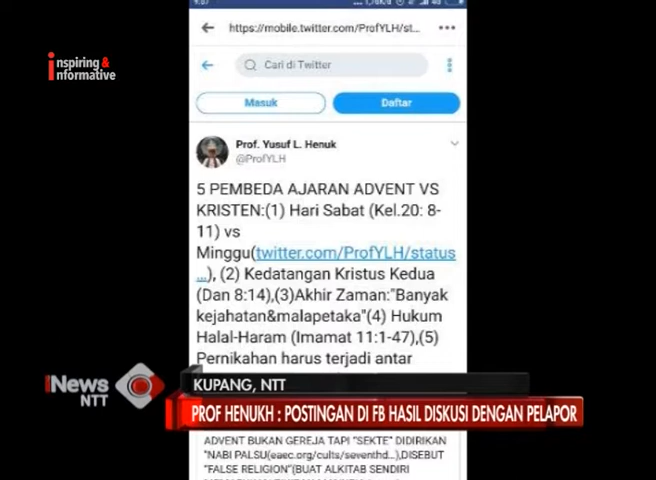 https://mobile.twitter.com/ProfYLH/st...
inspiring &
informative
Cari di Twitter
Masuk
Daftar
Prof. Yusuf L. Henuk
@ProfYLH
5 PEMBEDA AJARAN ADVENT VS
KRISTEN:(1) Hari Sabat (Kel.20: 8-
11) vs
Minggu(twitter.com/ProfYLH/status
...), (2) Kedatangan Kristus Kedua
(Dan 8:14),(3)Akhir Zaman:"Banyak
kejahatan&malapetaka"(4) Hukum
Halal-Haram (Imamat 11:1-47),(5)
Pernikahan harus terjadi antar
iNews
NTT
KUPANG, NTT
PROF HENUKH : POSTINGAN DI FB HASIL DISKUSI DENGAN PELAPOR
ADVENT BUKAN GEREJA TAPI "SEKTE" DIDIRIKAN
"NABI PALSU(eaec.org/cults/seventhd...),DISEBUT
"FALSE RELIGION"(BUAT ALKITAB SENDIRI